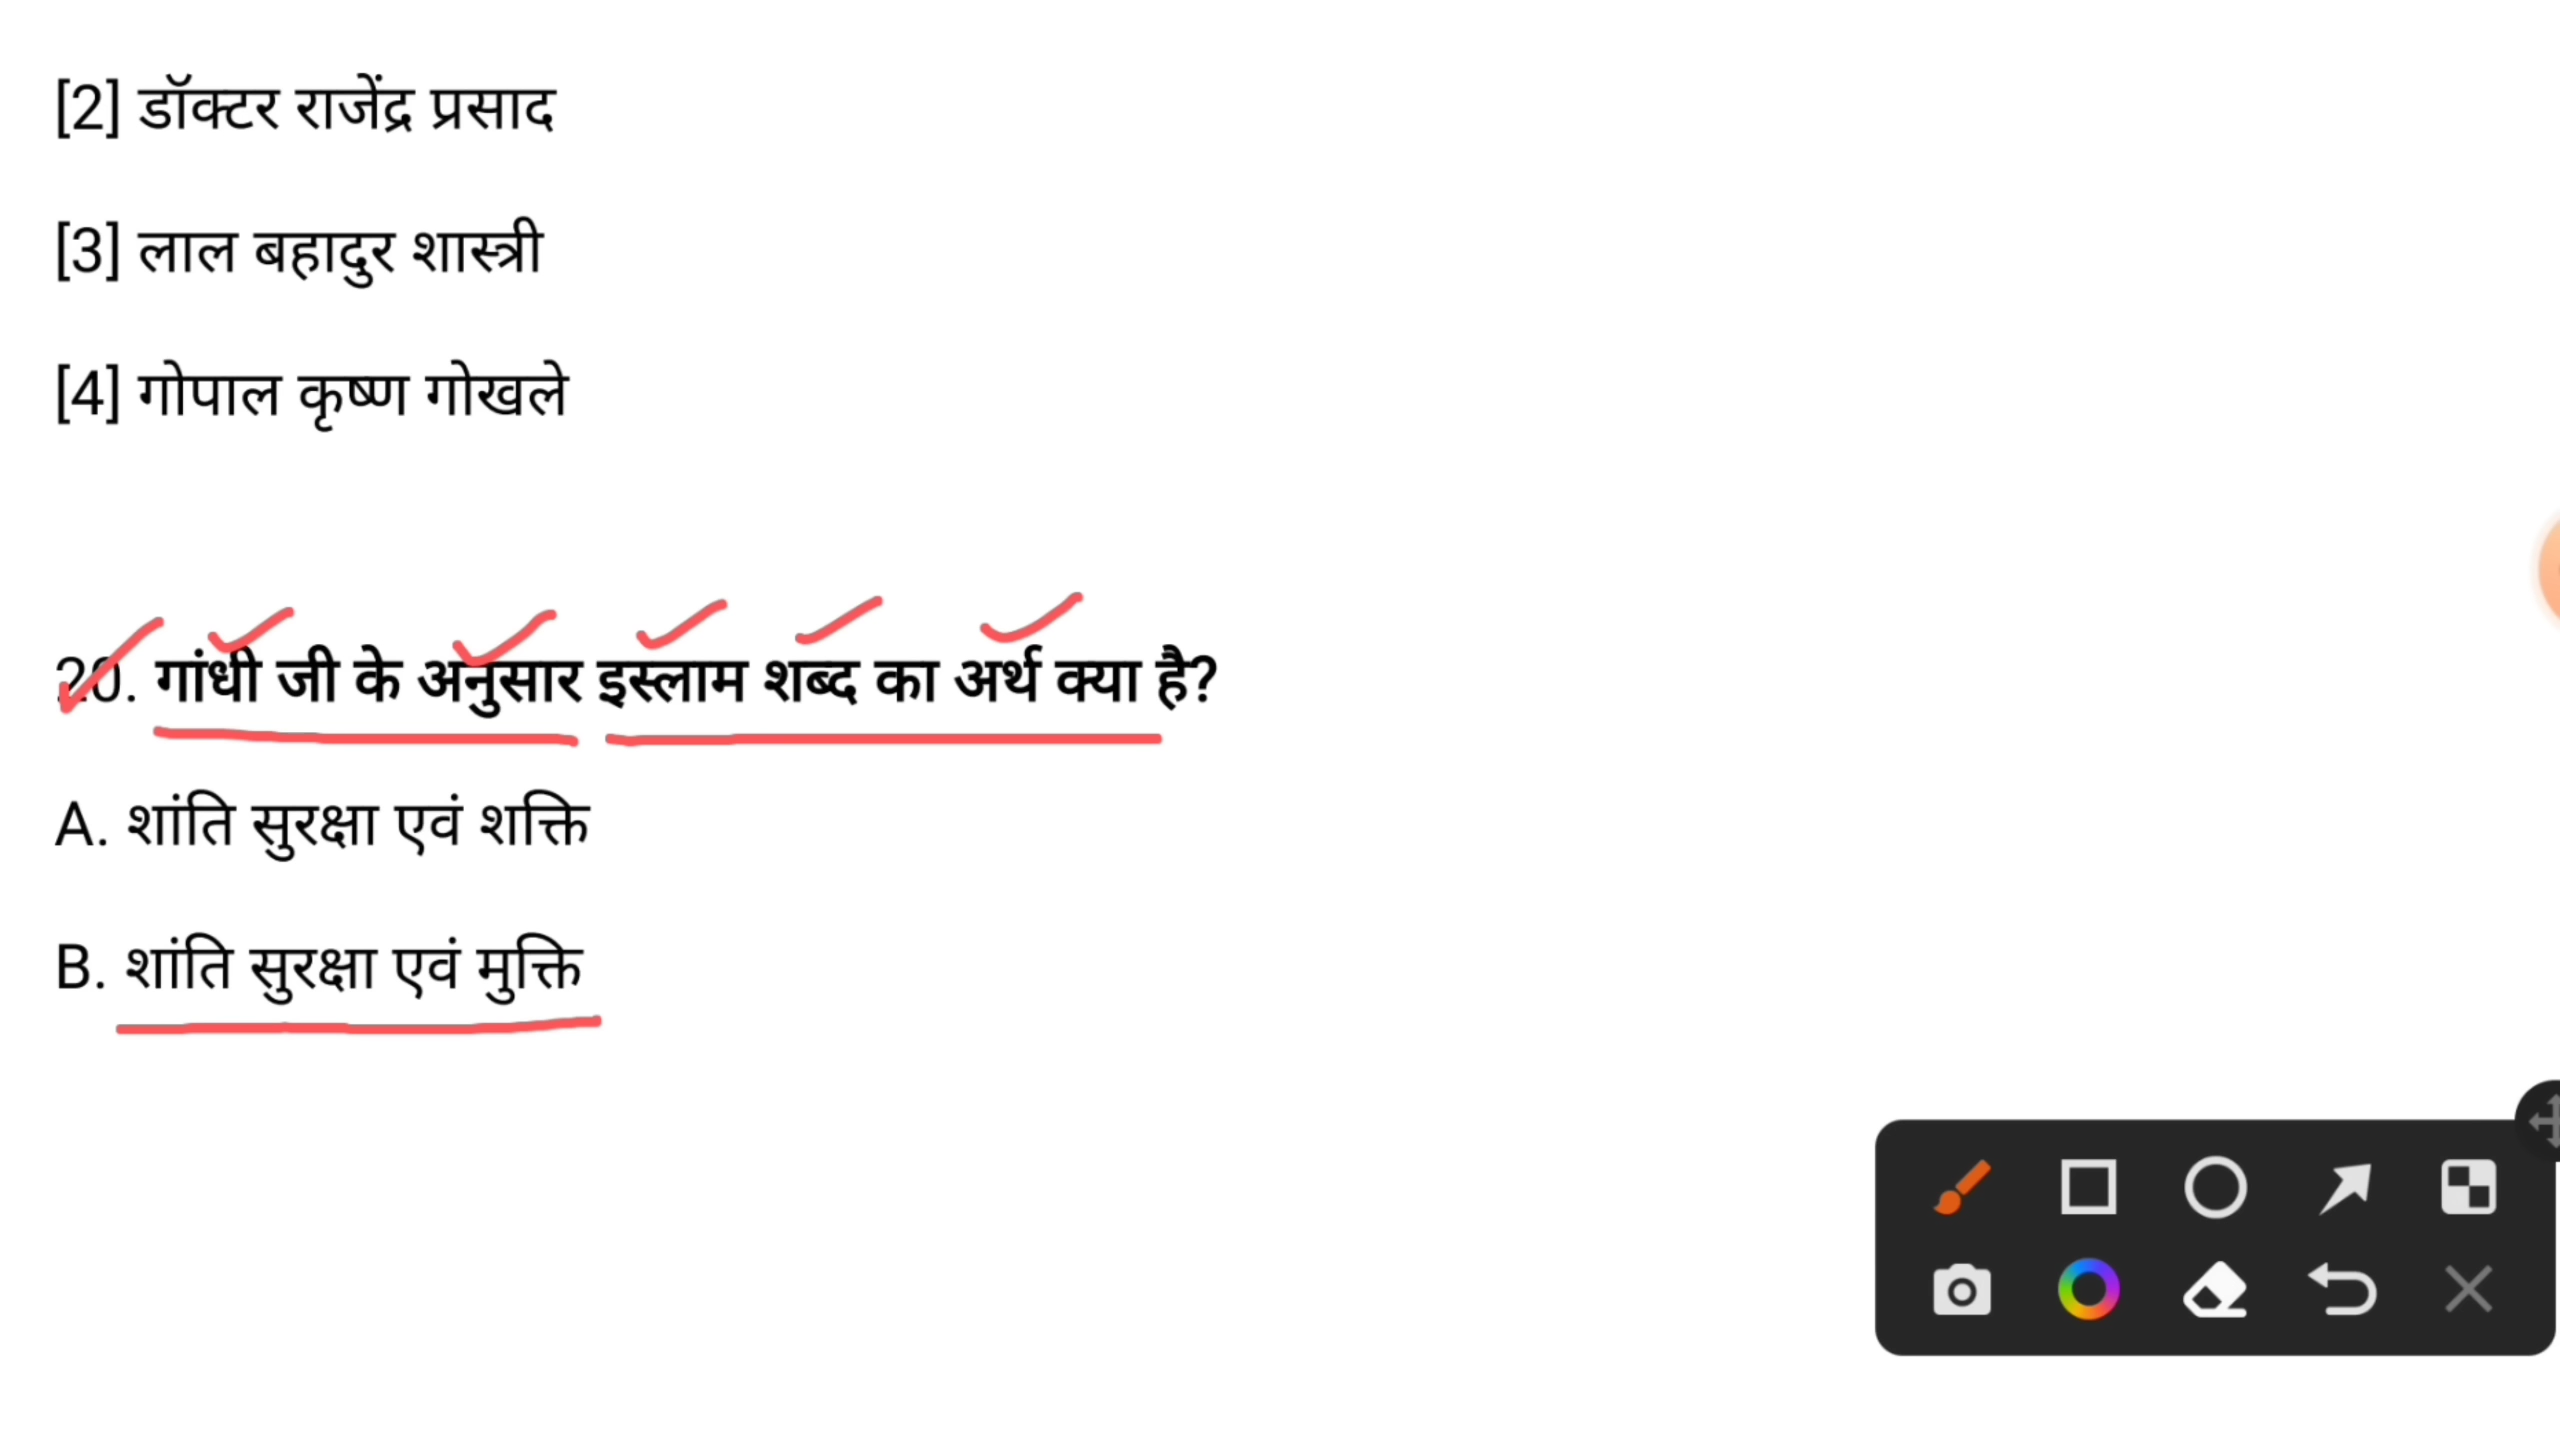 [2] डॉक्टर राजेंद्र प्रसाद
[3] लाल बहादुर शास्त्री
[4] गोपाल कृष्ण गोखले
20. गांधी जी के अनुसार इस्लाम शब्द का अर्थ क्या है?
A. शांति सुरक्षा एवं शक्ति
B. शांति सुरक्षा एवं मुक्ति